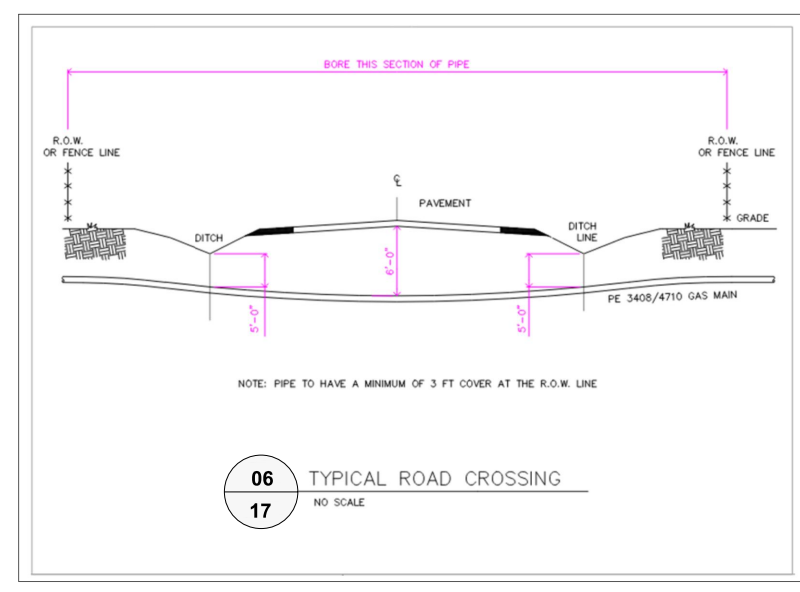 BORE THIS SECTION OF PIPE
R.O.W.
OR FENCE LINE
R.O.W.
OR FENCE LINE
℄
PAVEMENT
GRADE
DITCH
DITCH
LINE
6'-0"
5'-0"
5'-0"
PE 3408/4710 GAS MAIN
NOTE: PIPE TO HAVE A MINIMUM OF 3 FT COVER AT THE R.O.W. LINE
06
17
TYPICAL ROAD CROSSING
NO SCALE